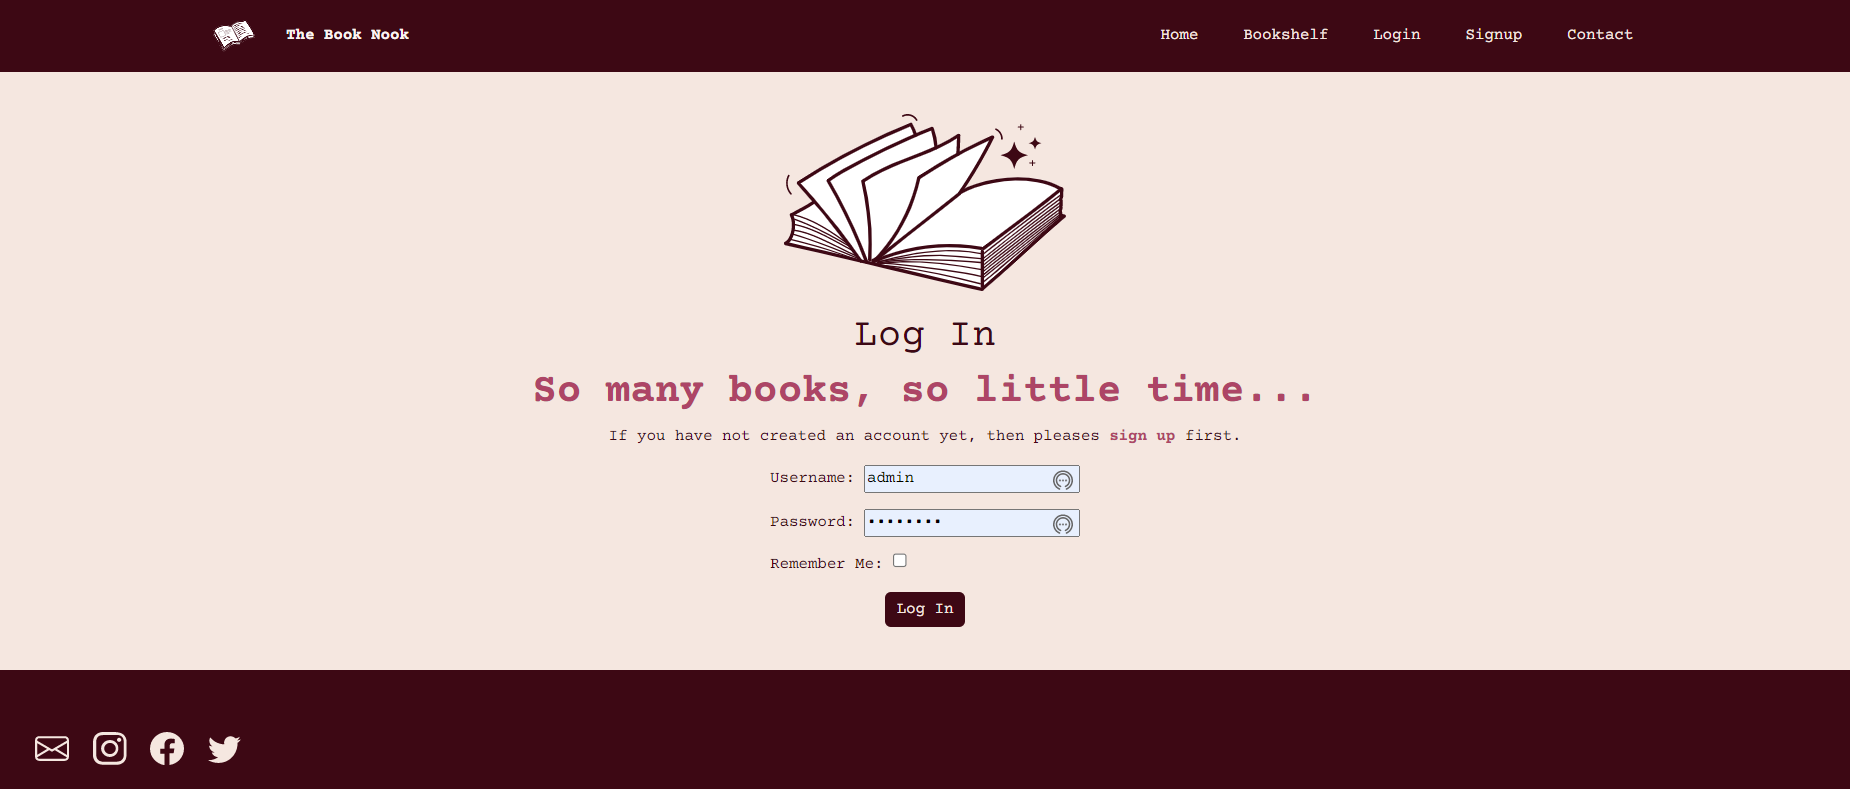 The Book Nook
Home Bookshelf Login Signup Contact
Log In
So many books, so little time...
If you have not created an account yet, then pleases sign up first.
Username: admin
Password: ••••••••
Remember Me:
Log In